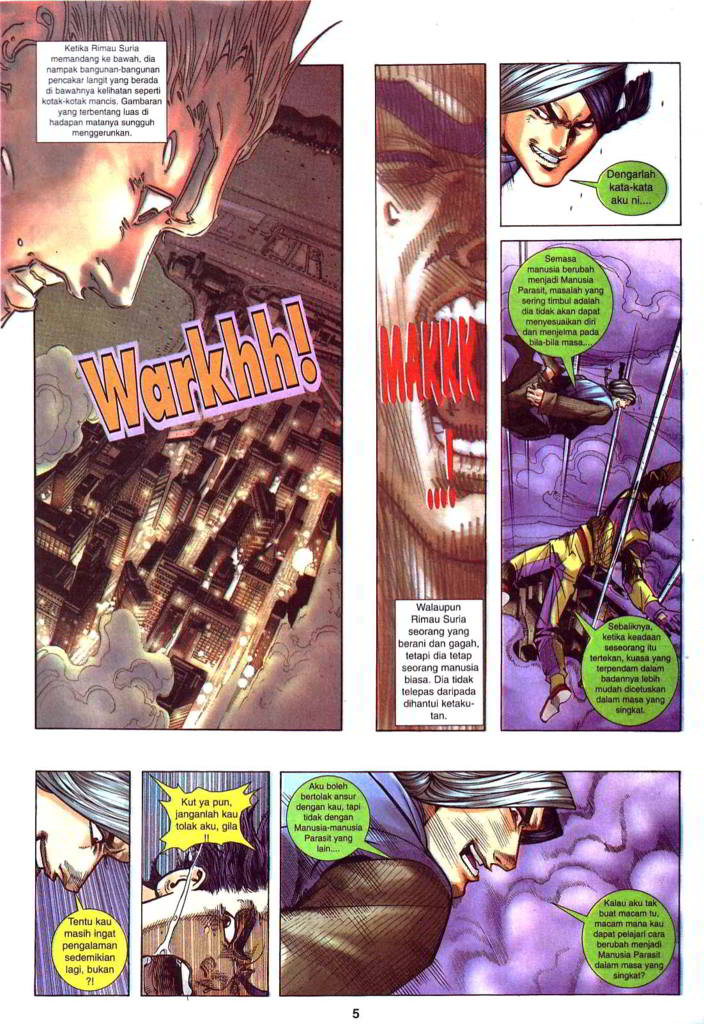 Ketika Rimau Suria
memandang ke bawah, dia
nampak bangunan-bangunan
pencakar langit yang berada
di bawahnya kelihatan seperti
kotak-kotak mancis. Gambaran
yang terbentang luas di
hadapan matanya sungguh
menggerunkan.
Warkhh!
MAKKK
!
....
Walaupun
Rimau Suria
seorang yang
berani dan gagah,
tetapi dia tetap
seorang manusia
biasa. Dia tidak
telepas daripada
dihantui ketaku-
tan.
Dengarlah
kata-kata
aku ni....
Semasa
manusia berubah
menjadi Manusia
Parasit, masalah yang
sering timbul adalah
dia tidak akan dapat
menyesuaikan diri
dan menjelma pada
bila-bila masa....
Sebaliknya,
ketika keadaan
seseorang itu
tertekan, kuasa yang
terpendam dalam
badannya lebih
mudah dicetuskan
dalam masa yang
singkat.
Tentu kau
masih ingat
pengalaman
sedemikian
lagi, bukan
?!
Kut ya pun,
janganlah kau
tolak aku, gila
!!
Aku boleh
bertolak ansur
dengan kau, tapi
tidak dengan
Manusia-manusia
Parasit yang
lain....
Kalau aku tak
buat macam tu,
macam mana kau
dapat pelajari cara
berubah menjadi
Manusia Parasit
dalam masa yang
singkat?
5